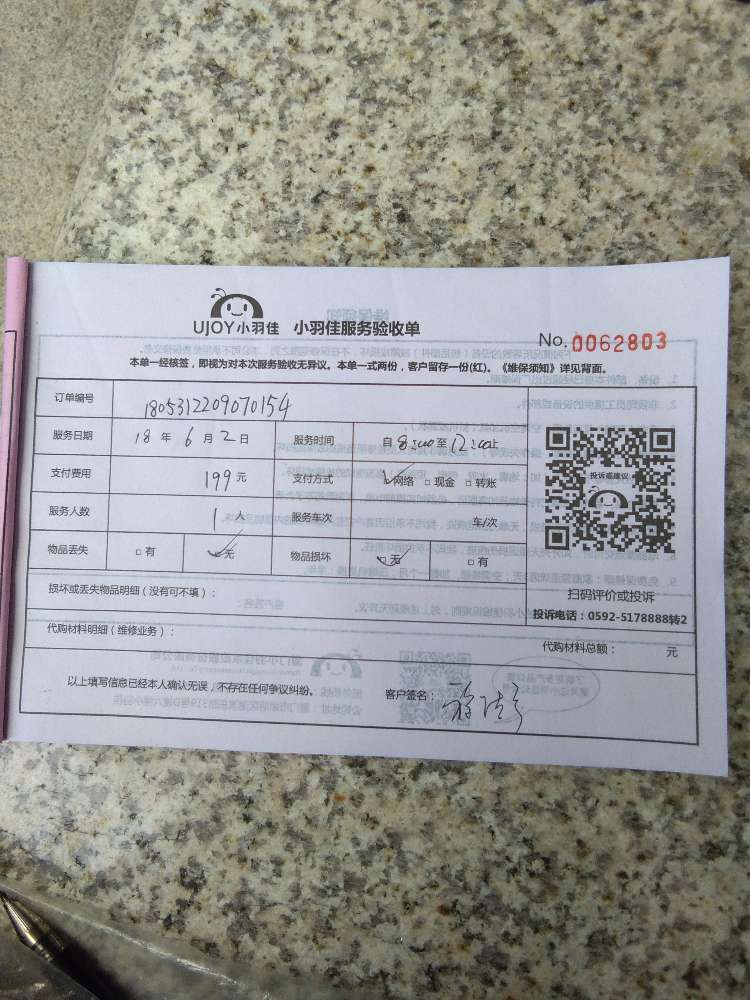 UJOY小羽佳 小羽佳服务验收单
No. 0062803
本单一经核签，即视为对本次服务验收无异议。本单一式两份，客户留存一份(红)。《维保须知》详见背面。
订单编号 1805312209070154
服务日期 18 年 6 月 2 日 服务时间 自 8:00 至 12:00 止
支付费用 199 元 支付方式 网络 现金 转账
服务人数 1 人 服务车次 车/次
物品丢失 有 无 物品损坏 无 有
投诉或建议
扫码评价或投诉
投诉电话：0592-5178888转2
损坏或丢失物品明细（没有可不填）：
代购材料明细（维修业务）： 代购材料总额： 元
以上填写信息已经本人确认无误，不存在任何争议纠纷。 客户签名：